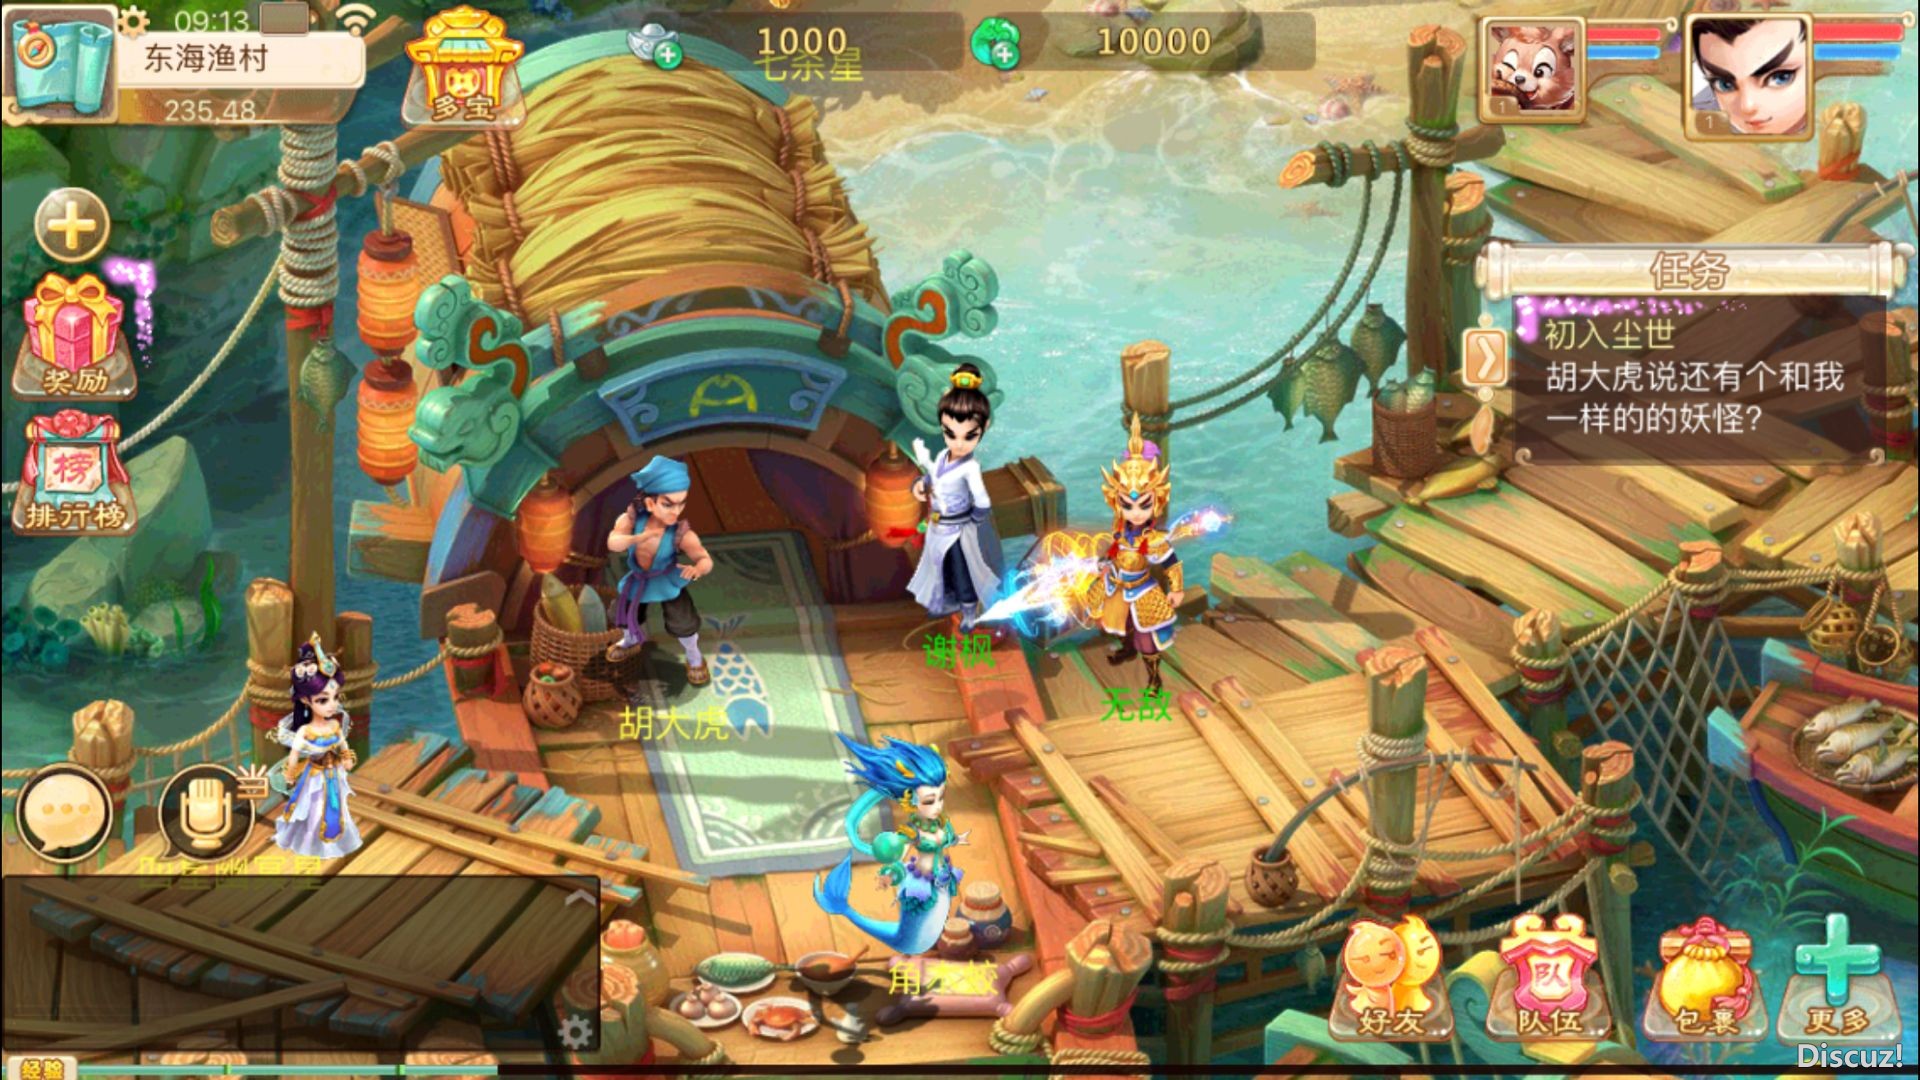 09:13
东海渔村
235,48
多宝
1000
七杀星
10000
1
1
任务
初入尘世
胡大虎说还有个和我
一样的的妖怪?
奖励
榜
排行榜
谢枫
无敌
胡大虎
角木蛟
好友
队
队伍
包裹
更多
经验
Discuz!